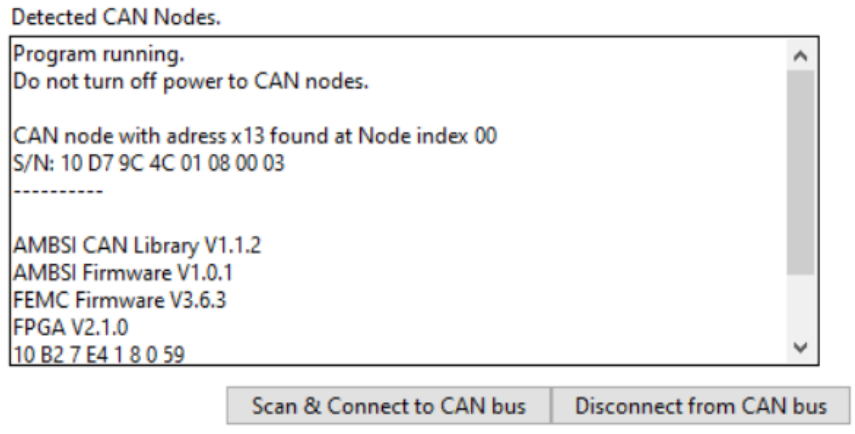 Detected CAN Nodes.
Program running.
Do not turn off power to CAN nodes.
CAN node with adress x13 found at Node index 00
S/N: 10 D7 9C 4C 01 08 00 03
----------
AMBSI CAN Library V1.1.2
AMBSI Firmware V1.0.1
FEMC Firmware V3.6.3
FPGA V2.1.0
10 B2 7 E4 1 8 0 59
Scan & Connect to CAN bus
Disconnect from CAN bus